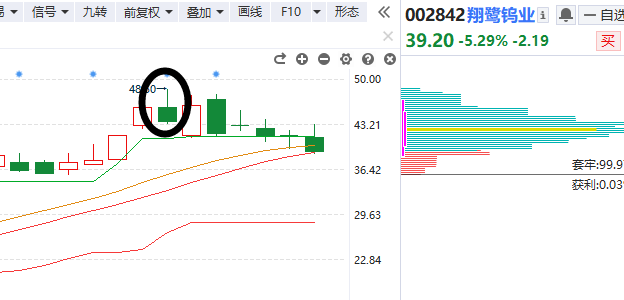 信号 九转 前复权 叠加 画线 F10 形态
002842 翔鹭钨业 自选
39.20 -5.29% -2.19 买
50.00
43.21
36.42
29.63
22.84
套牢:99.9
获利:0.03